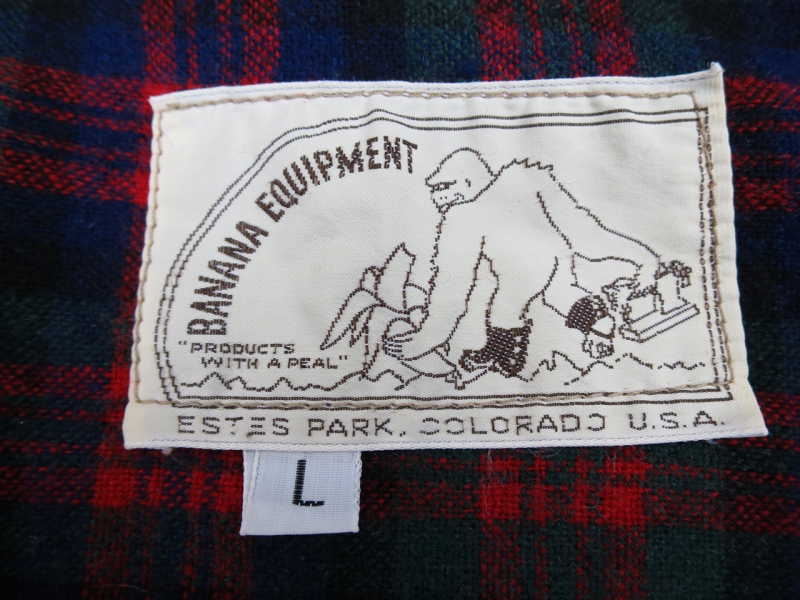 BANANA EQUIPMENT
"PRODUCTS
WITH A PEAL"
ESTES PARK, COLORADO U.S.A.
L